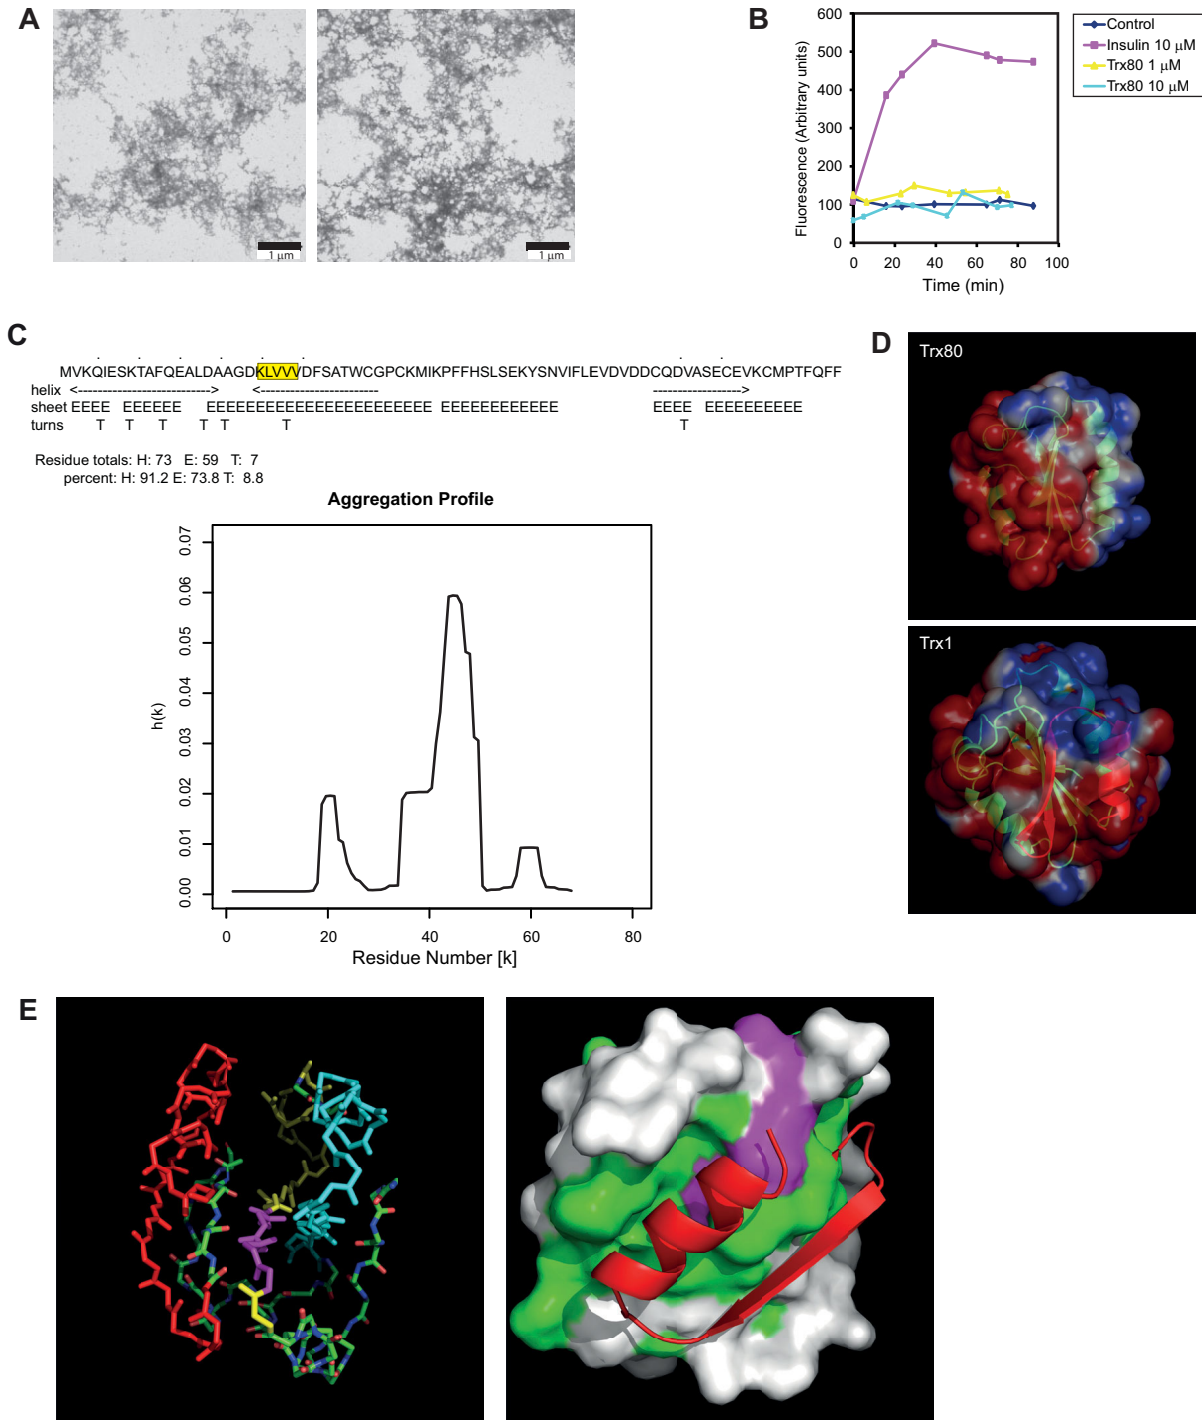 A
1 μm
1 μm
B
600
500
400
300
200
100
0
Fluorescence (Arbitrary units)
0 20 40 60 80 100
Time (min)
Control
Insulin 10 μM
Trx80 1 μM
Trx80 10 μM
C
MVKQIESKTAFQEALDAAGDKLVVVDFSATWCGPCKMIKPFFHSLSEKYSNVIFLEVDVDDCQDVASECEVKCMPTFQFF
helix <----------------> <--------------> <---------->
sheet EEEE EEEEEE EEEEEEEEEEEEEEEEEEEEEEEEEEE EEEEEEEEEEEEE EEEE EEEEEEEEEE
turns T T T T T T T
Residue totals: H: 73 E: 59 T: 7
percent: H: 91.2 E: 73.8 T: 8.8
Aggregation Profile
0.07
0.06
0.05
0.04
0.03
0.02
0.01
0.00
h(k)
0 20 40 60 80
Residue Number [k]
D
Trx80
Trx1
E